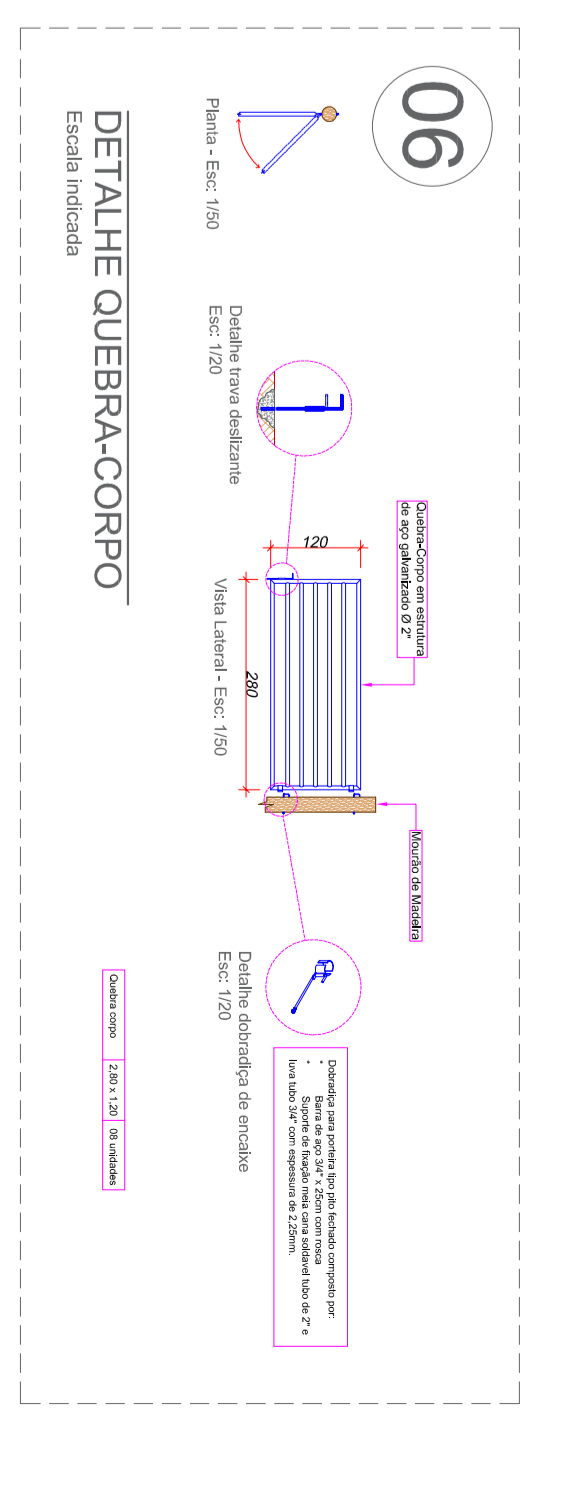 06
Planta - Esc: 1/50
Detalhe trava deslizante
Esc: 1/20
Quebra-Corpo em estrutura
de aço galvanizado Ø 2"
120
280
Vista Lateral - Esc: 1/50
Mourão de Madeira
Detalhe dobradiça de encaixe
Esc: 1/20
Dobradiça para porteira tipo pito fechado composto por:
• Barra de aço 3/4" x 25cm com rosca
• Suporte de fixação meia cana soldavel tubo de 2" e
luva tubo 3/4" com espessura de 2,25mm.
DETALHE QUEBRA-CORPO
Escala indicada
Quebra corpo 2,80 x 1,20 08 unidades